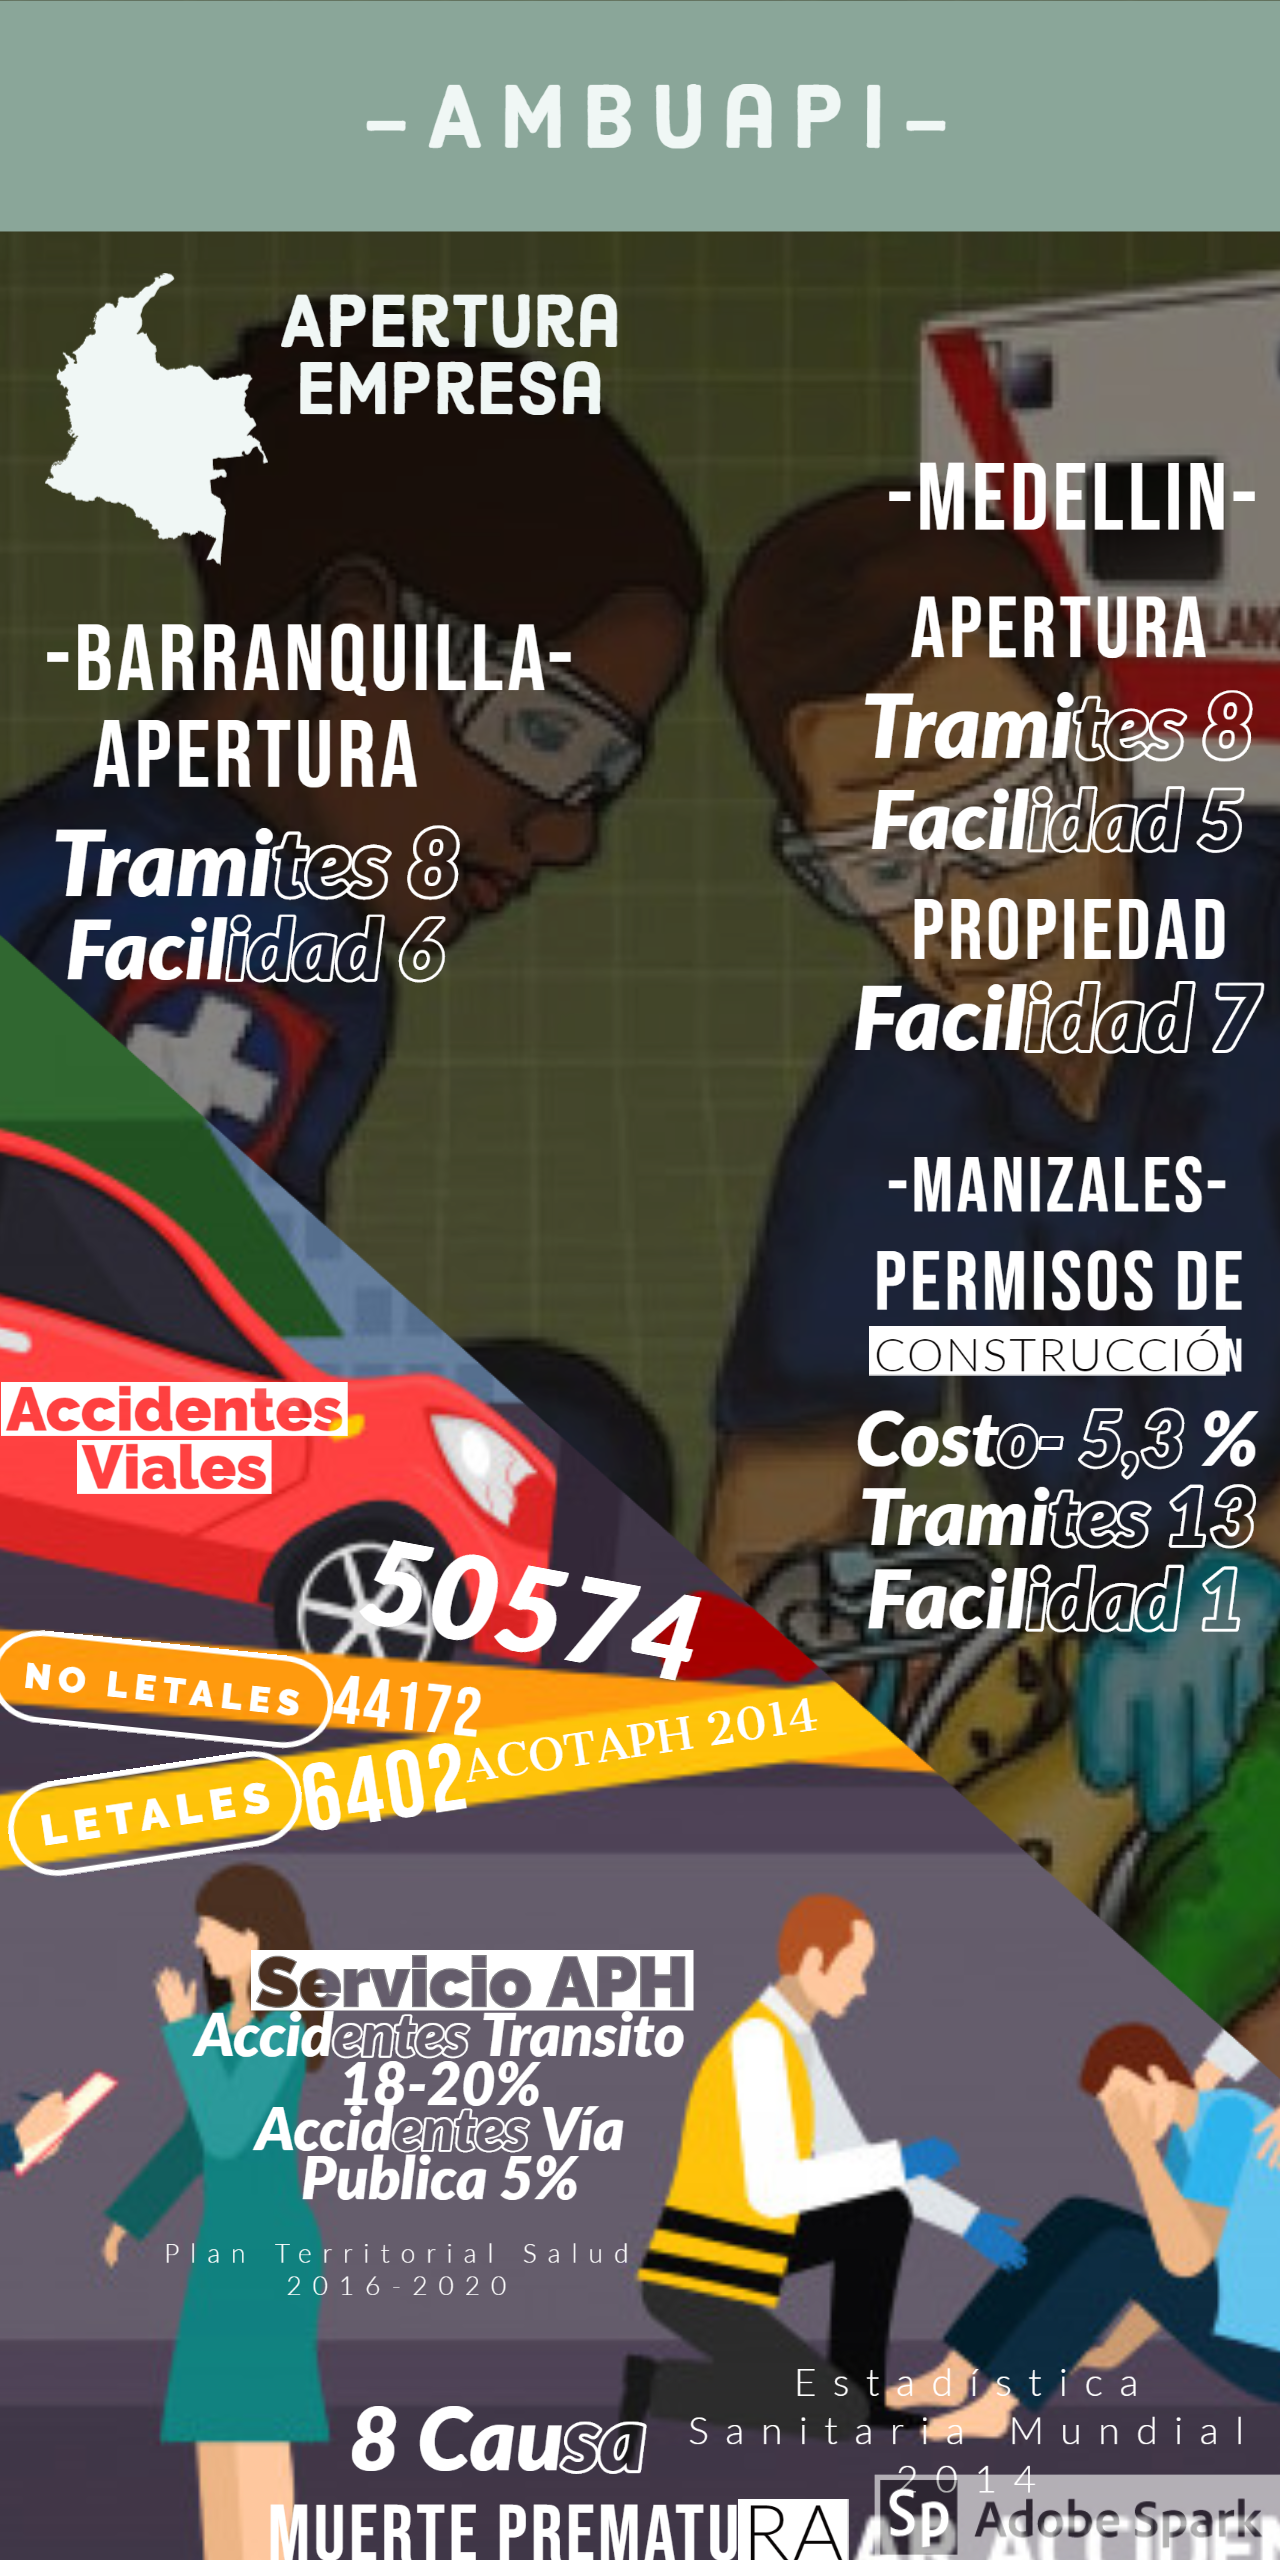 -AMBUAPI-
APERTURA
EMPRESA
-BARRANQUILLA-
APERTURA
Tramites 8
Facilidad 6
-MEDELLIN-
APERTURA
Tramites 8
Facilidad 5
PROPIEDAD
Facilidad 7
-MANIZALES-
PERMISOS DE
CONSTRUCCIÓN
Costo- 5,3 %
Tramites 13
Facilidad 1
Accidentes
Viales
50574
NO LETALES 44172
LETALES 6402
ACOTAPH 2014
Servicio APH
Accidentes Transito
18-20%
Accidentes Vía
Publica 5%
Plan Territorial Salud
2016-2020
8 Causa
MUERTE PREMATURA
Estadística
Sanitaria Mundial
2014
Sp Adobe Spark